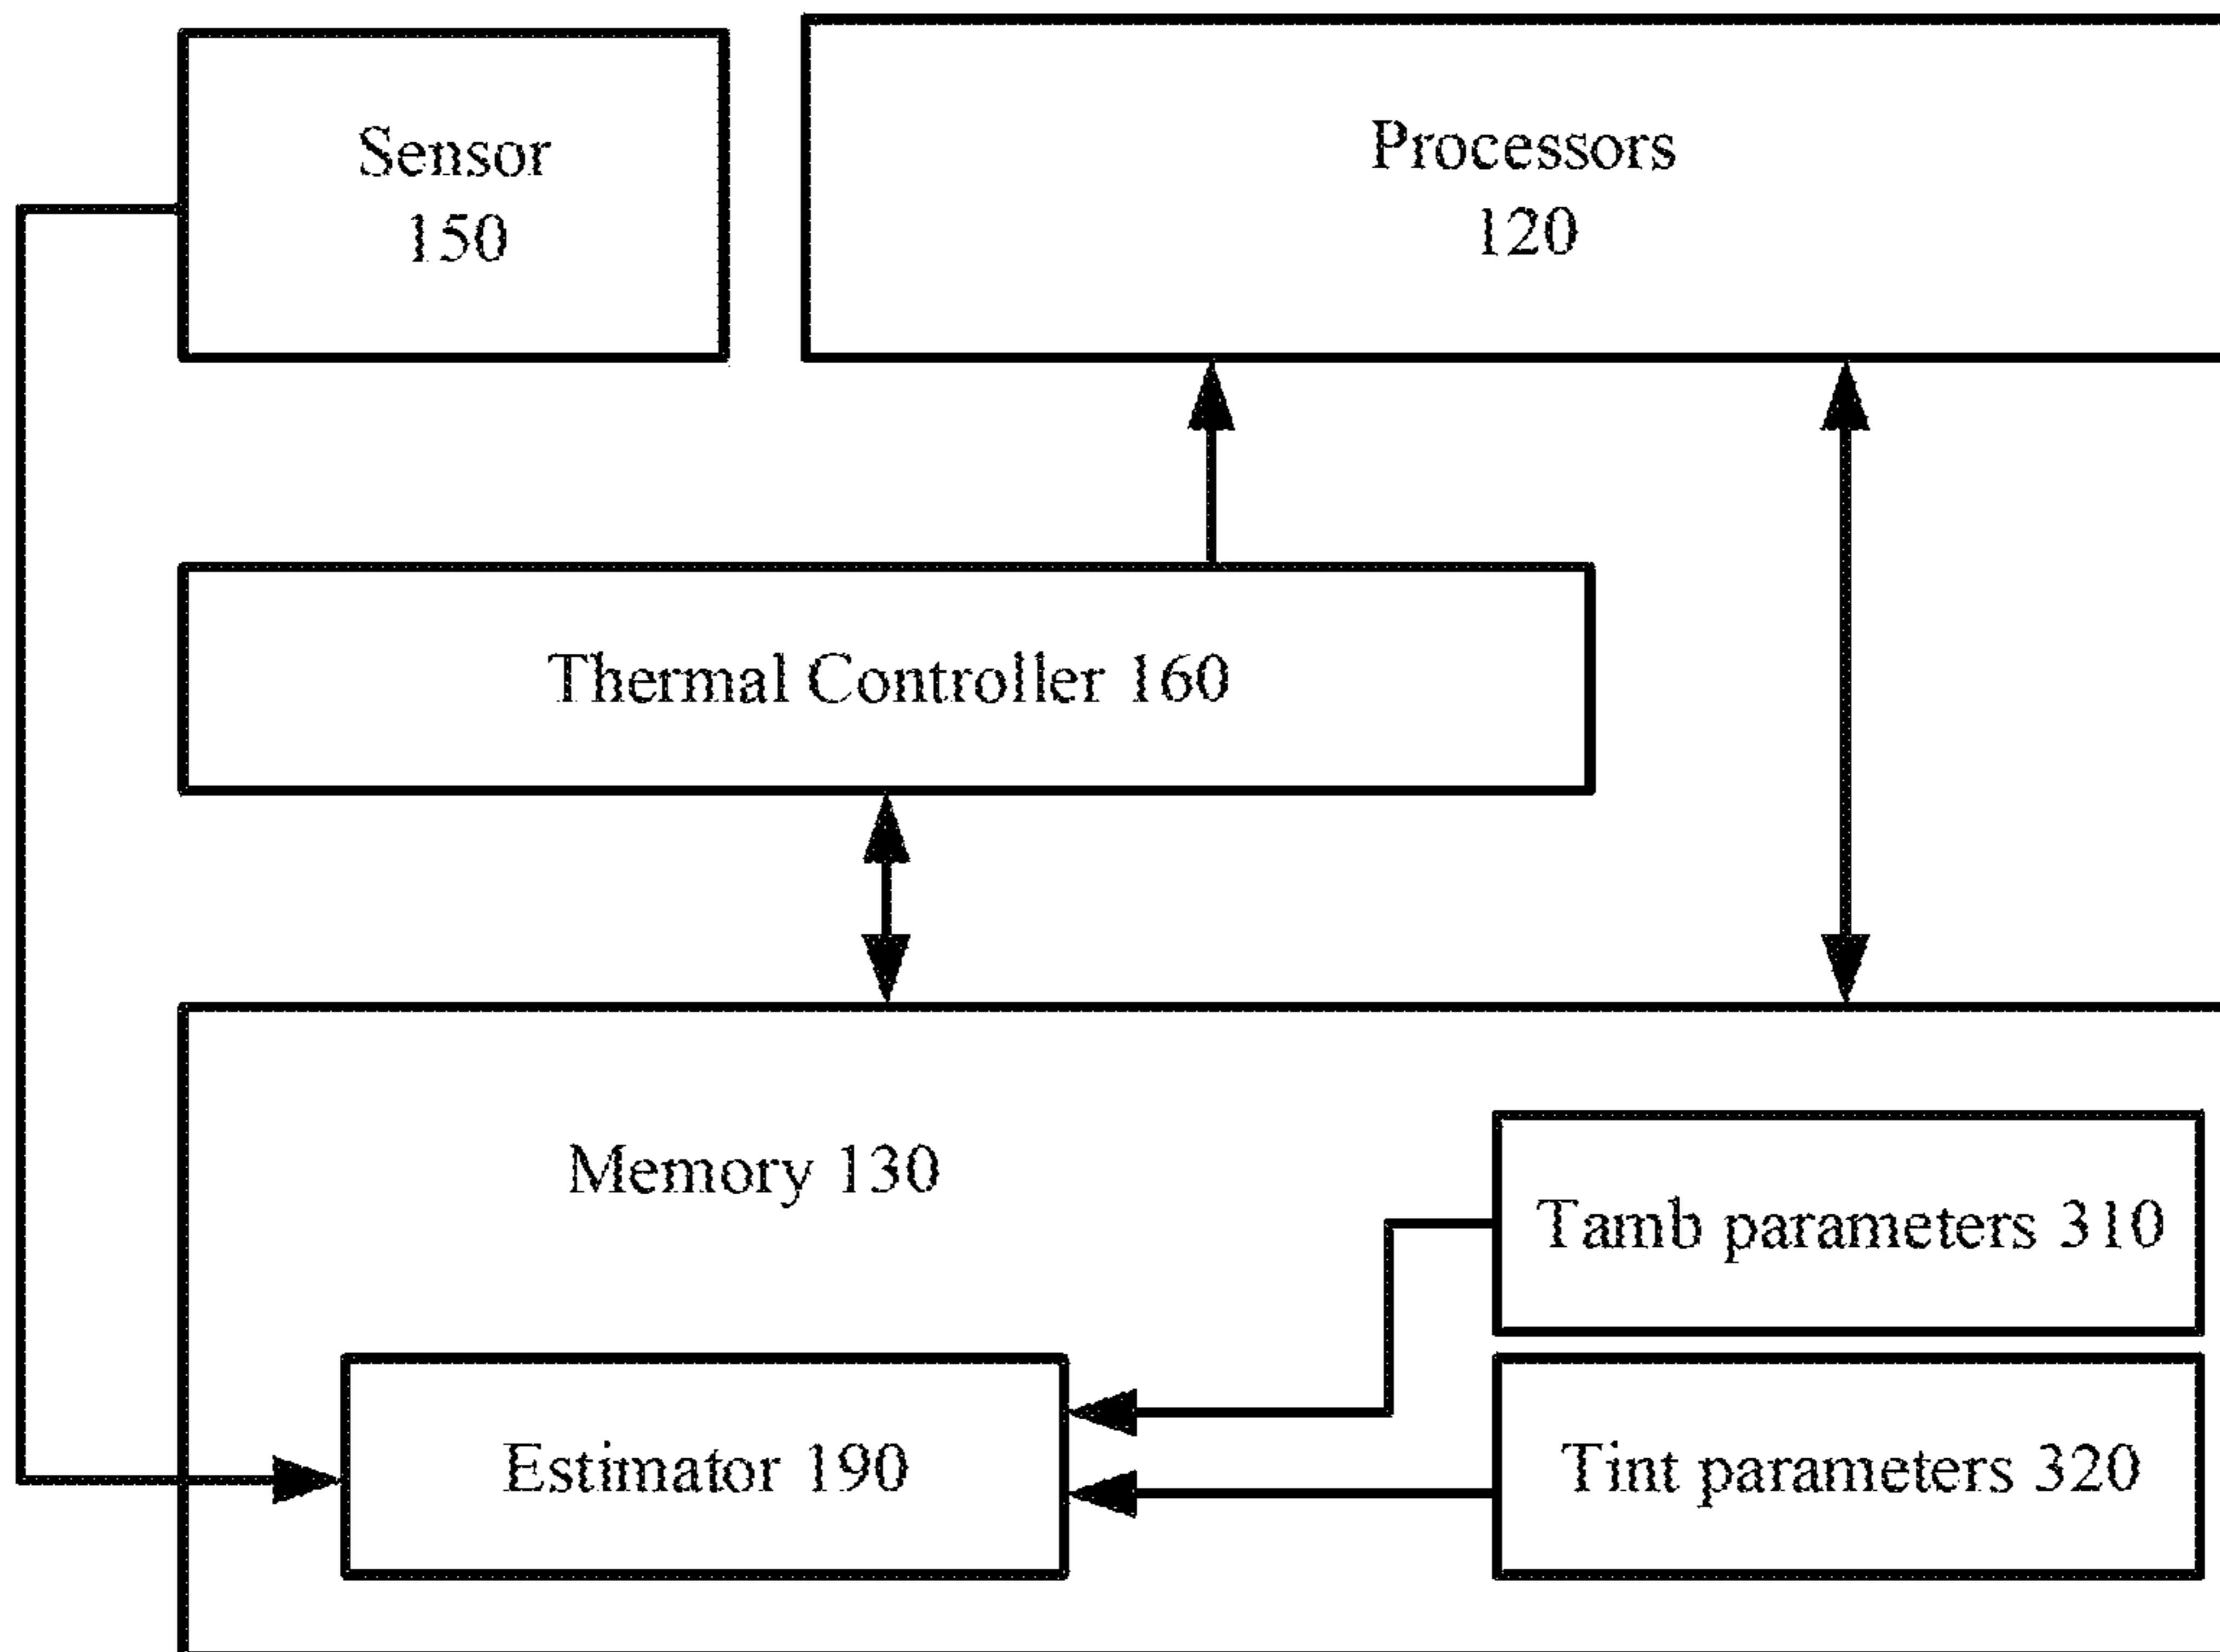 Sensor
150
Processors
120
Thermal Controller 160
Memory 130
Tamb parameters 310
Estimator 190
Tint parameters 320